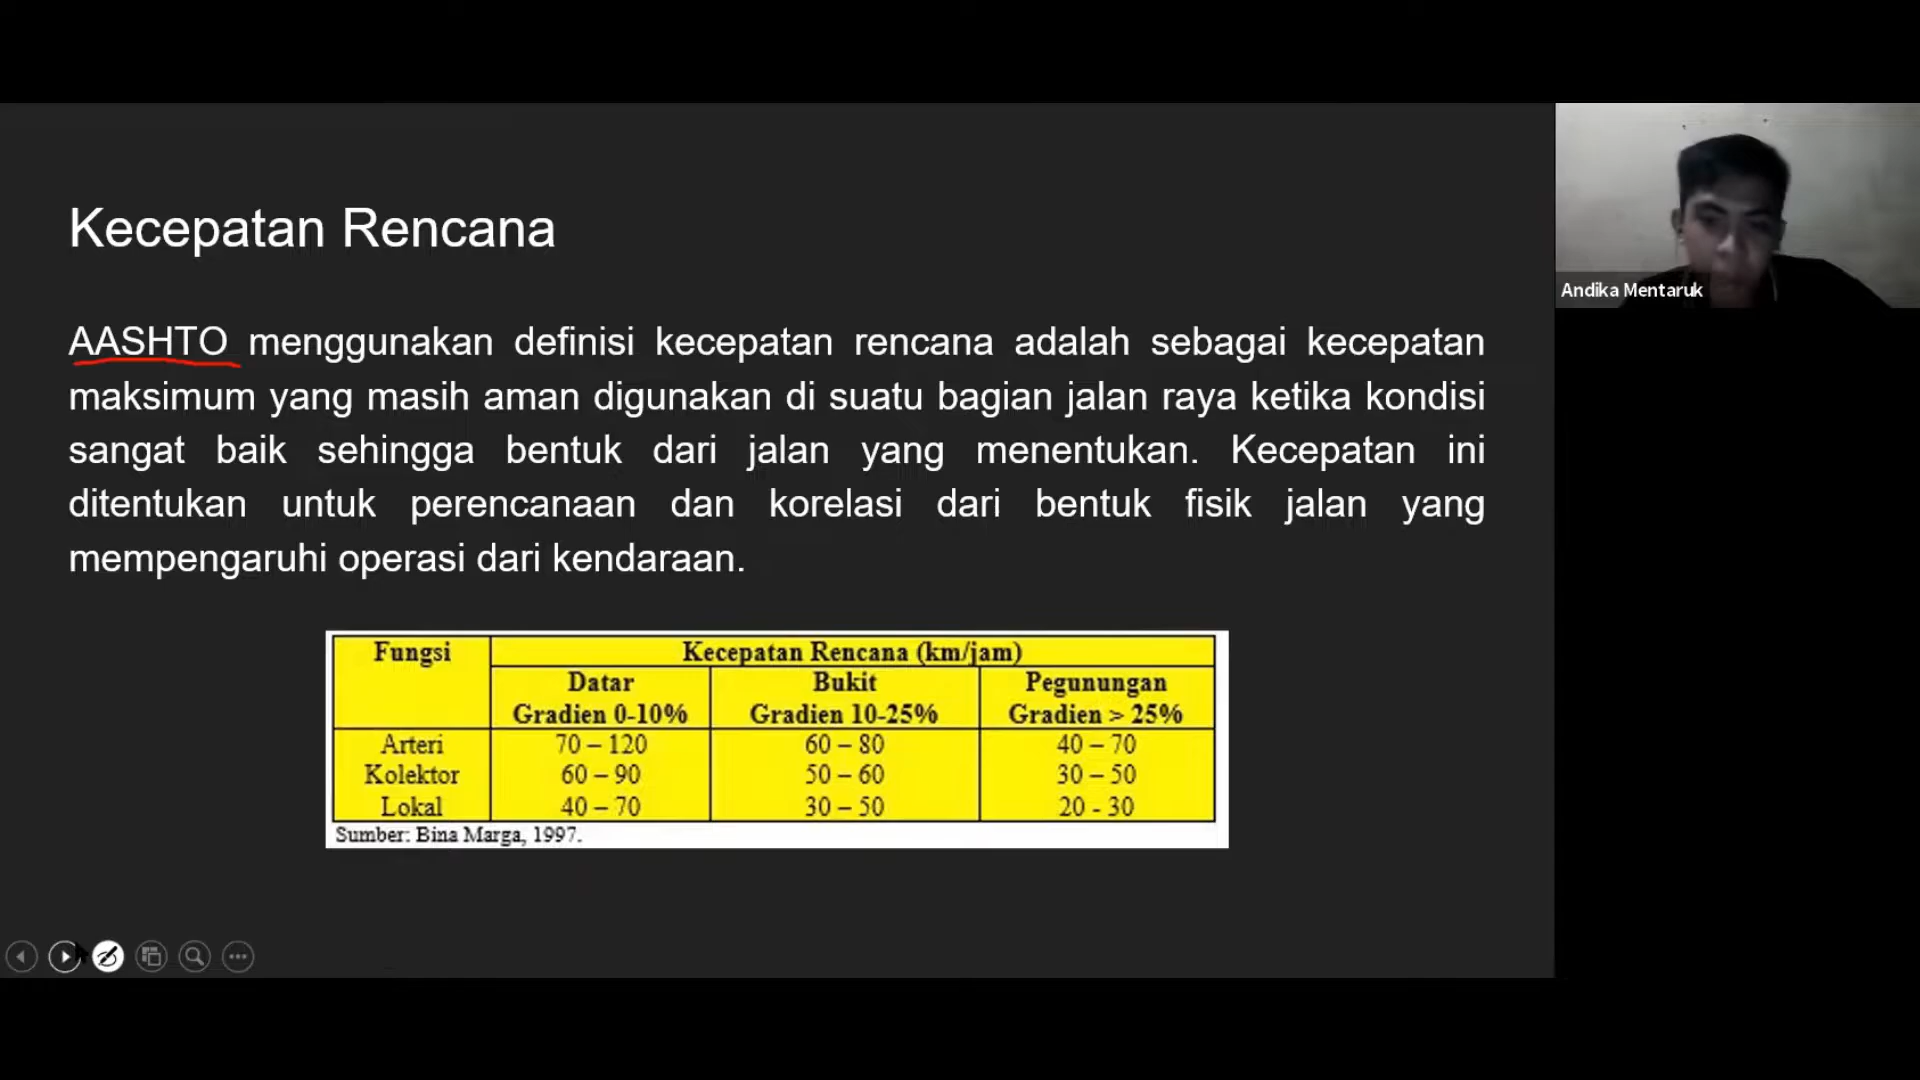 Kecepatan Rencana
AASHTO menggunakan definisi kecepatan rencana adalah sebagai kecepatan
maksimum yang masih aman digunakan di suatu bagian jalan raya ketika kondisi
sangat baik sehingga bentuk dari jalan yang menentukan. Kecepatan ini
ditentukan untuk perencanaan dan korelasi dari bentuk fisik jalan yang
mempengaruhi operasi dari kendaraan.
Fungsi Kecepatan Rencana (km/jam)
Datar Bukit Pegunungan
Gradien 0-10% Gradien 10-25% Gradien > 25%
Arteri 70 – 120 60 – 80 40 – 70
Kolektor 60 – 90 50 – 60 30 – 50
Lokal 40 – 70 30 – 50 20 - 30
Sumber: Bina Marga, 1997.
Andika Mentaruk